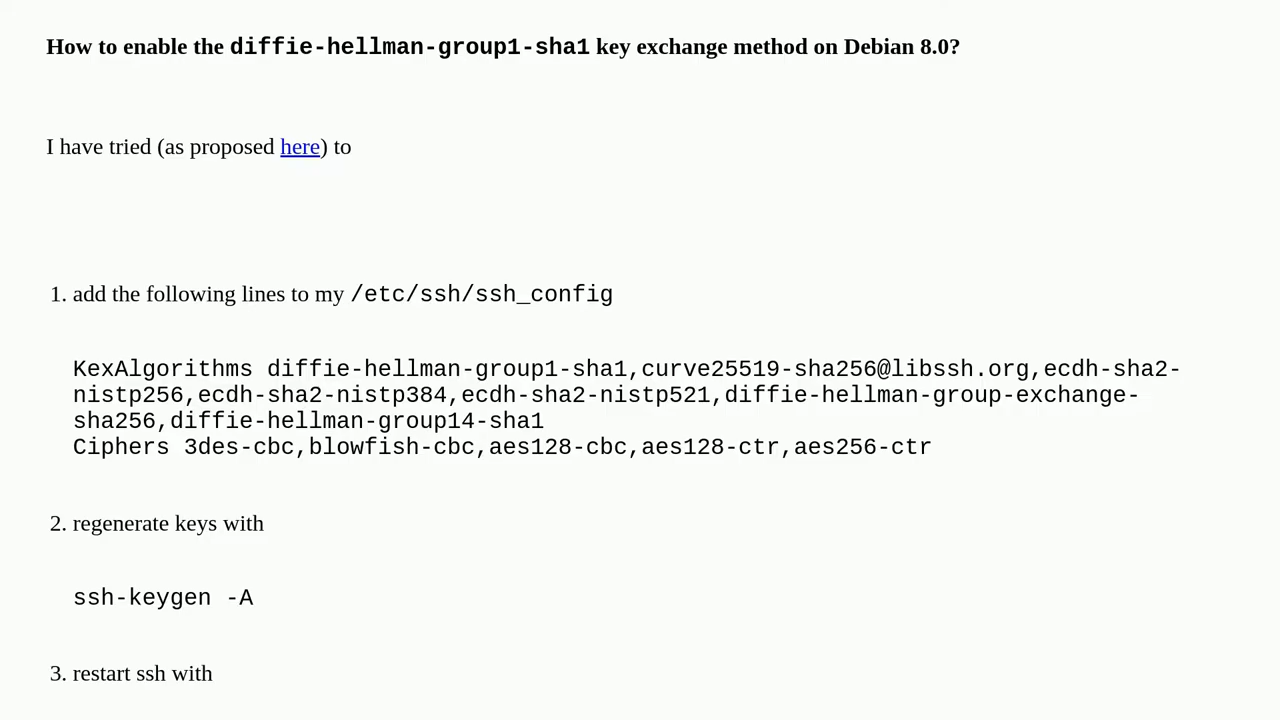 How to enable the diffie-hellman-group1-sha1 key exchange method on Debian 8.0?
I have tried (as proposed here) to
1. add the following lines to my /etc/ssh/ssh_config
KexAlgorithms diffie-hellman-group1-sha1,curve25519-sha256@libssh.org,ecdh-sha2-
nistp256,ecdh-sha2-nistp384,ecdh-sha2-nistp521,diffie-hellman-group-exchange-
sha256,diffie-hellman-group14-sha1
Ciphers 3des-cbc,blowfish-cbc,aes128-cbc,aes128-ctr,aes256-ctr
2. regenerate keys with
ssh-keygen -A
3. restart ssh with